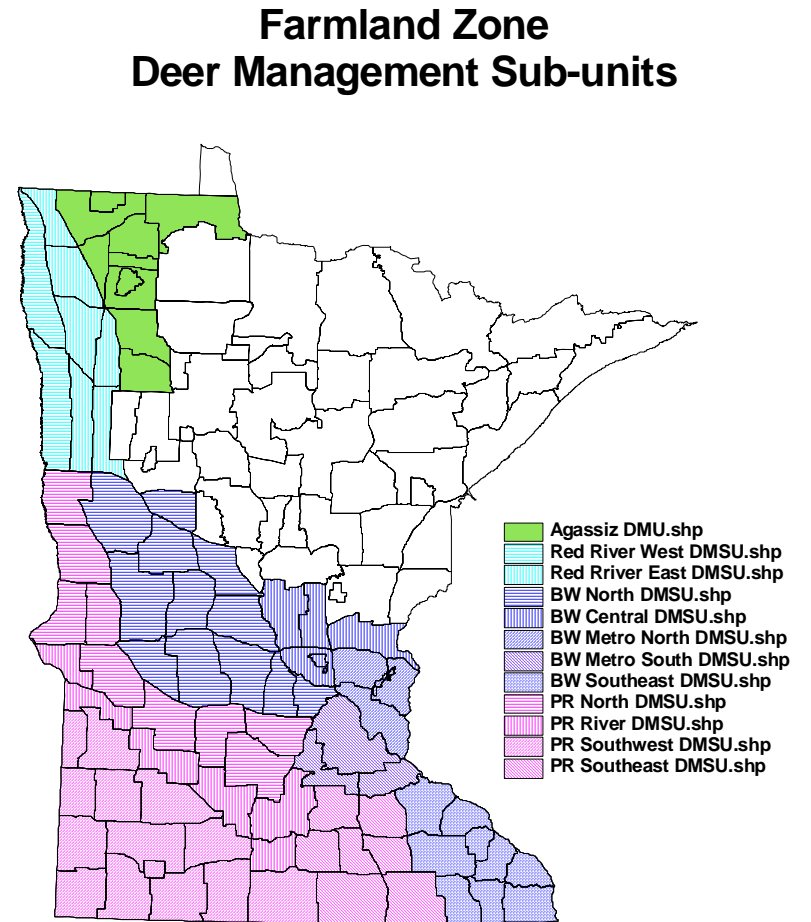 Farmland Zone
Deer Management Sub-units
Agassiz DMU.shp
Red River West DMSU.shp
Red Rriver East DMSU.shp
BW North DMSU.shp
BW Central DMSU.shp
BW Metro North DMSU.shp
BW Metro South DMSU.shp
BW Southeast DMSU.shp
PR North DMSU.shp
PR River DMSU.shp
PR Southwest DMSU.shp
PR Southeast DMSU.shp